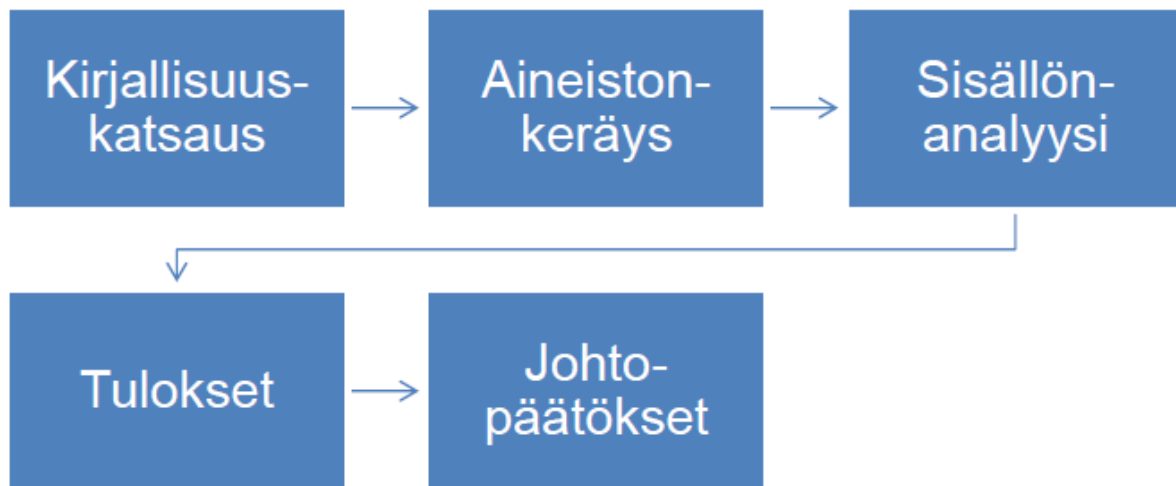 Kirjallisuus-
katsaus
Aineiston-
keräys
Sisällön-
analyysi
Tulokset
Johto-
päätökset